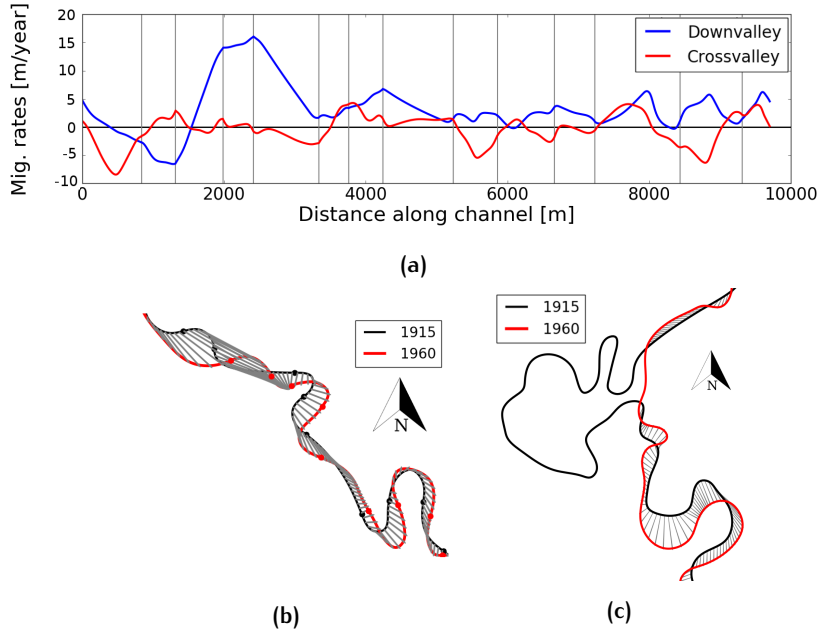 Mig. rates [m/year]
20
15
10
5
0
-5
-10
Downvalley
Crossvalley
0 2000 4000 6000 8000 10000
Distance along channel [m]
(a)
1915
1960
N
(b)
1915
1960
N
(c)